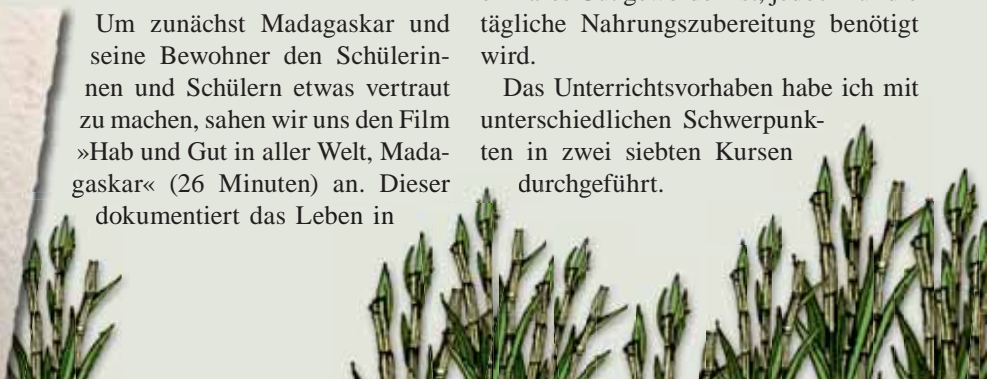 Um zunächst Madagaskar und
seine Bewohner den Schülerin-
nen und Schülern etwas vertraut
zu machen, sahen wir uns den Film
»Hab und Gut in aller Welt, Mada-
gaskar« (26 Minuten) an. Dieser
dokumentiert das Leben in
tägliche Nahrungszubereitung benötigt
wird.
Das Unterrichtsvorhaben habe ich mit
unterschiedlichen Schwerpunk-
ten in zwei siebten Kursen
durchgeführt.